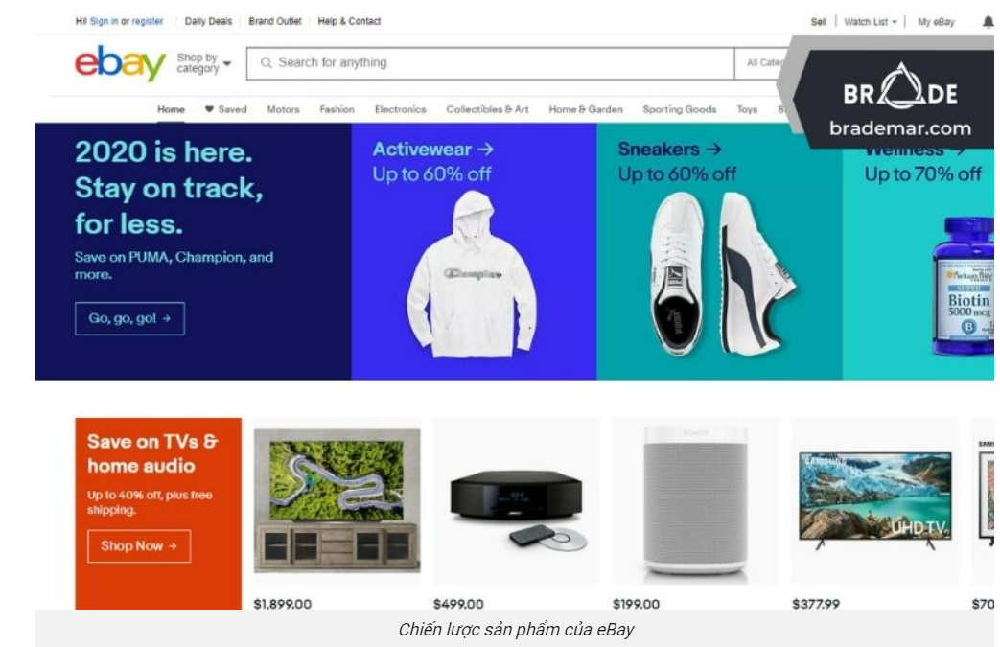 Hi! Sign in or register
Daily Deals
Brand Outlet
Help & Contact
Sell
Watch List
My eBay
ebay
Shop by
category
Search for anything
All Categ
BRADE
brademar.com
Home
Saved
Motors
Fashion
Electronics
Collectibles & Art
Home & Garden
Sporting Goods
Toys
B
2020 is here.
Stay on track,
for less.
Save on PUMA, Champion, and
more.
Go, go, go! →
Activewear →
Up to 60% off
Champion
Sneakers →
Up to 60% off
Wellness →
Up to 70% off
SUPER
Biotin
5000 mcg
B
Save on TVs &
home audio
Up to 40% off, plus free
shipping.
Shop Now →
SONOS
SAMSUNG
UHD TV
$1,899.00
$499.00
$199.00
$377.99
$70
Chiến lược sản phẩm của eBay